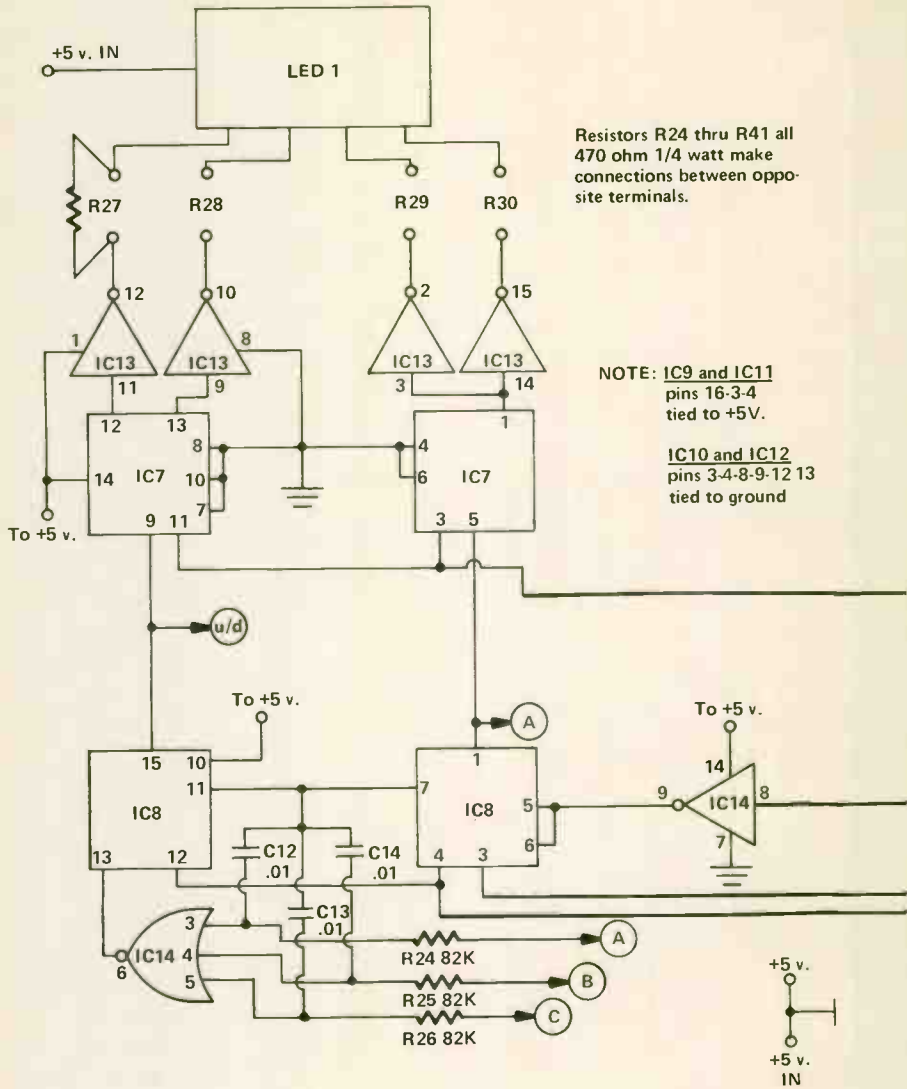 +5 v. IN
LED 1
Resistors R24 thru R41 all
470 ohm 1/4 watt make
connections between oppo-
site terminals.
R27
R28
R29
R30
12
10
2
15
1
IC13
IC13
8
IC13
IC13
11
9
3
14
NOTE: IC9 and IC11
pins 16-3-4
tied to +5V.
IC10 and IC12
pins 3-4-8-9-12 13
tied to ground
12
13
8
14
IC7
10
7
9
11
1
4
6
IC7
3
5
To +5 v.
u/d
To +5 v.
A
To +5 v.
15
10
11
IC8
13
12
1
7
IC8
5
6
4
3
9
14
IC14
8
7
C12
.01
C14
.01
C13
.01
3
IC14
4
6
5
R24 82K
A
R25 82K
B
R26 82K
C
+5 v.
+5 v.
IN